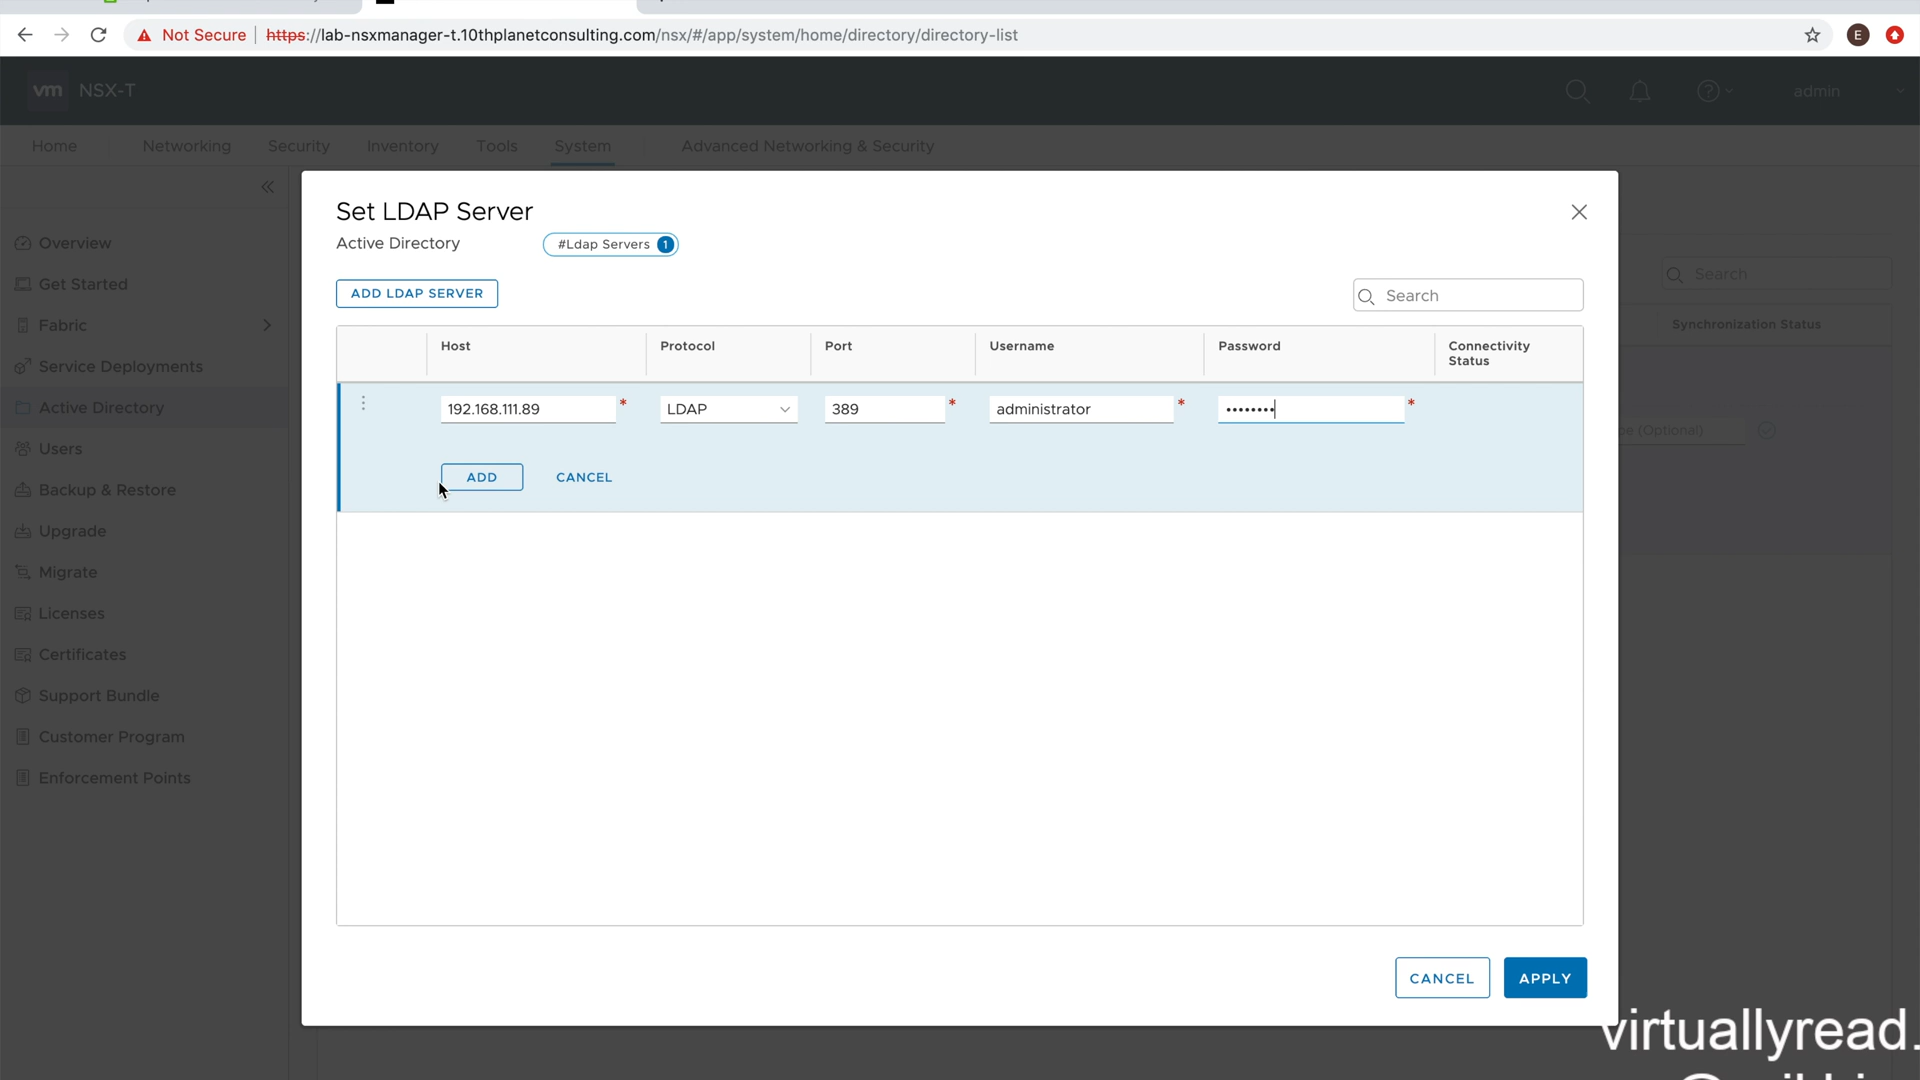 Not Secure https://lab-nsxmanager-t.10thplanetconsulting.com/nsx/#/app/system/home/directory/directory-list E
vm NSX-T admin
Home Networking Security Inventory Tools System Advanced Networking & Security
Set LDAP Server
Active Directory #Ldap Servers 1
ADD LDAP SERVER Search
Host Protocol Port Username Password Connectivity Status
192.168.111.89 * LDAP 389 * administrator * •••••••• *
ADD CANCEL
CANCEL APPLY
Overview
Get Started
Fabric
Service Deployments
Active Directory
Users
Backup & Restore
Upgrade
Migrate
Licenses
Certificates
Support Bundle
Customer Program
Enforcement Points
Search
Synchronization Status
(Optional)
virtuallyread.